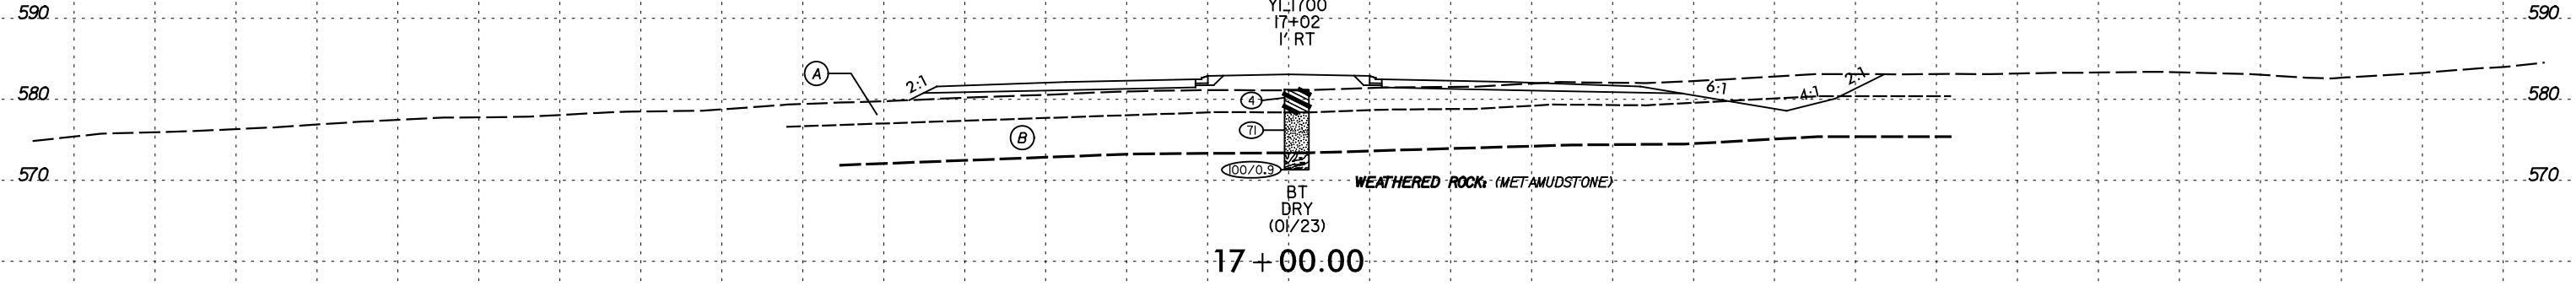 590
YL1700
590
17+02
1' RT
A
2:1
2:1
580
4
6:1
4:1
580
71
B
570
100/0.9
WEATHERED ROCK: (METAMUDSTONE)
570
BT
DRY
(01/23)
17+00.00